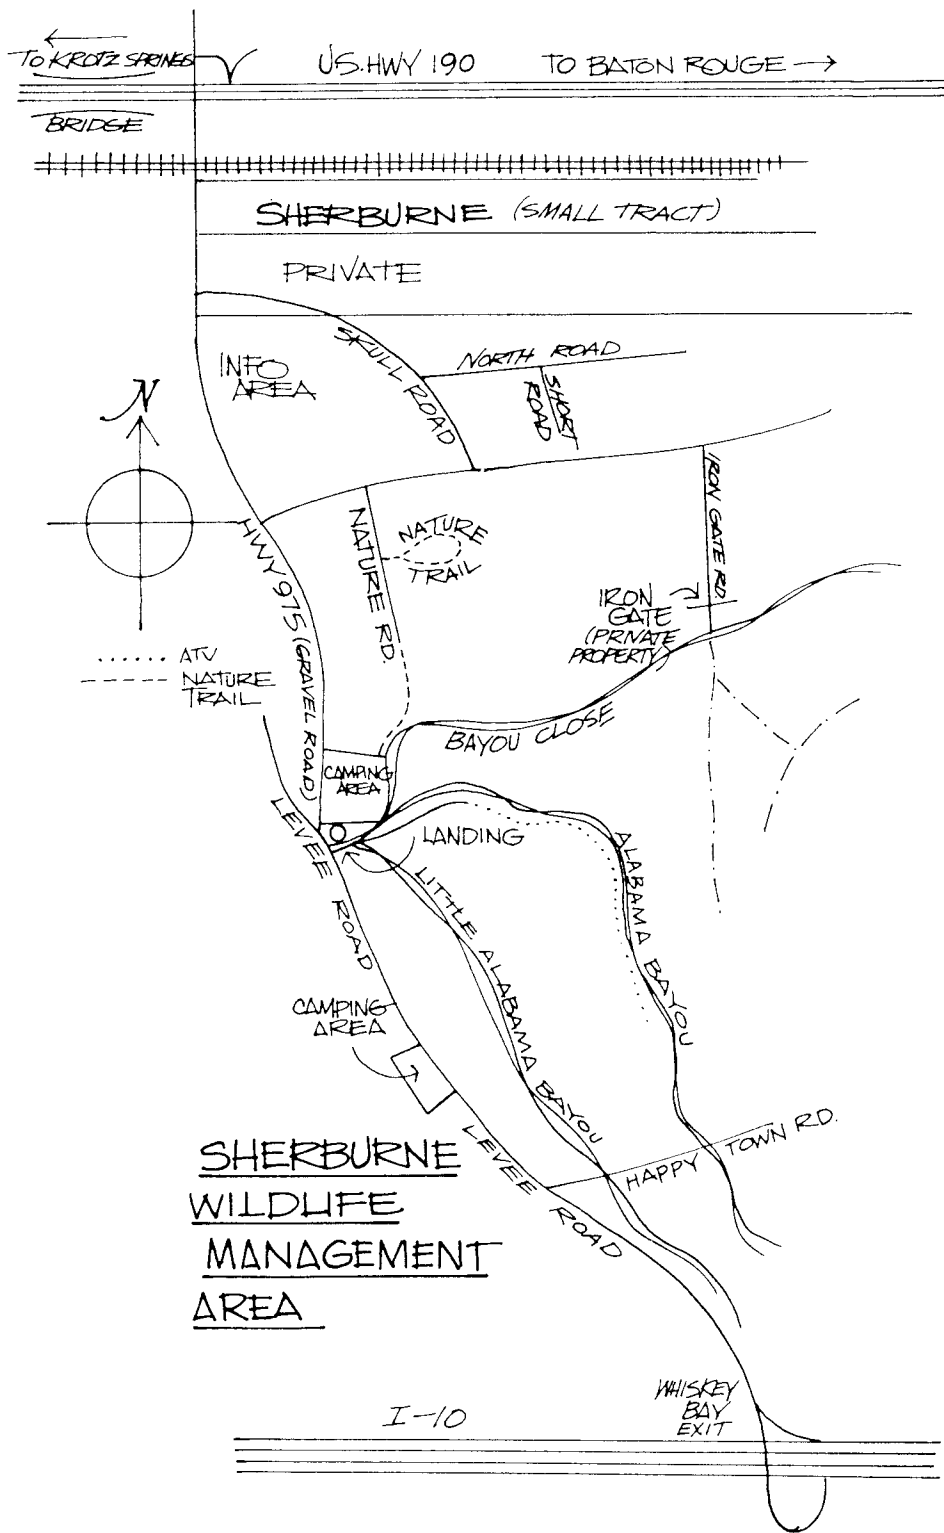 TO KROTZ SPRINGS
US. HWY 190
TO BATON ROUGE
BRIDGE
SHERBURNE (SMALL TRACT)
PRIVATE
INFO
AREA
SKULL ROAD
NORTH ROAD
SHORT
ROAD
N
HWY 975 (GRAVEL ROAD)
NATURE RD.
NATURE
TRAIL
IRON GATE RD.
IRON
GATE
(PRIVATE
PROPERTY)
ATV
NATURE
TRAIL
BAYOU CLOSE
CAMPING
AREA
LANDING
LEVEE ROAD
LITTLE ALABAMA BAYOU
ALABAMA BAYOU
CAMPING
AREA
HAPPY TOWN RD.
LEVEE ROAD
SHERBURNE
WILDLIFE
MANAGEMENT
AREA
WHISKEY
BAY
EXIT
I-10